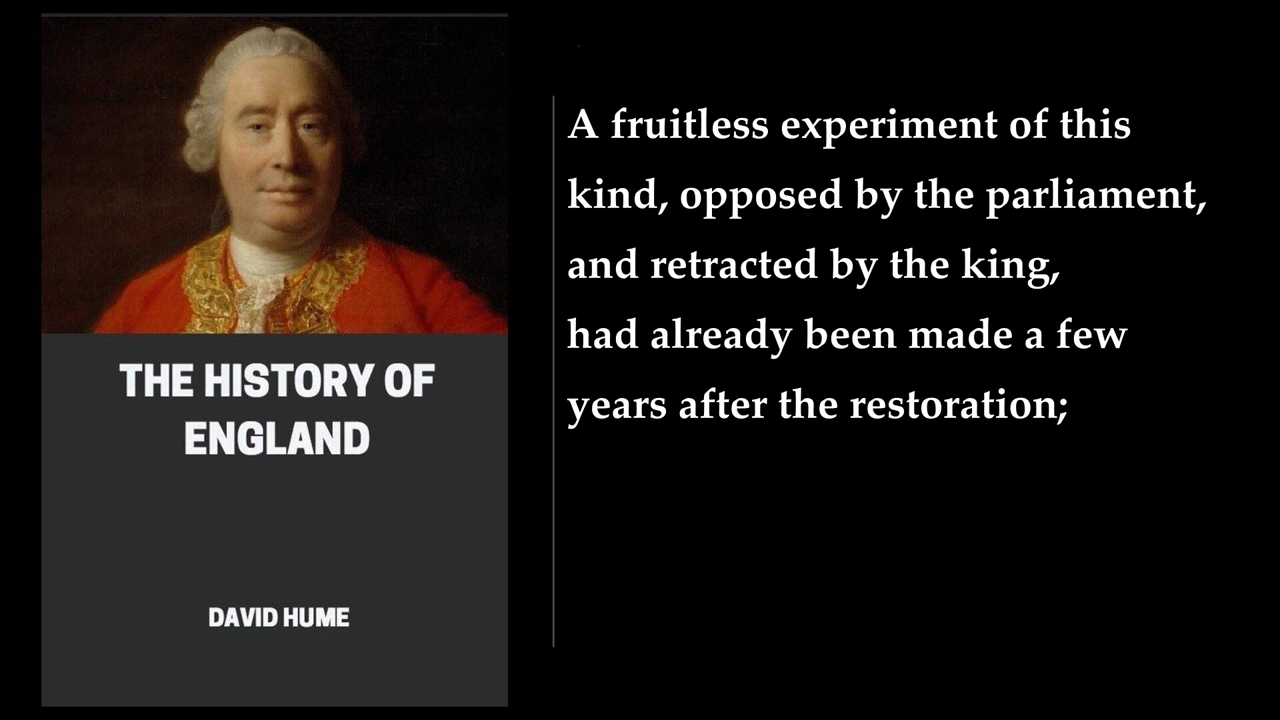 THE HISTORY OF
ENGLAND
DAVID HUME
A fruitless experiment of this
kind, opposed by the parliament,
and retracted by the king,
had already been made a few
years after the restoration;